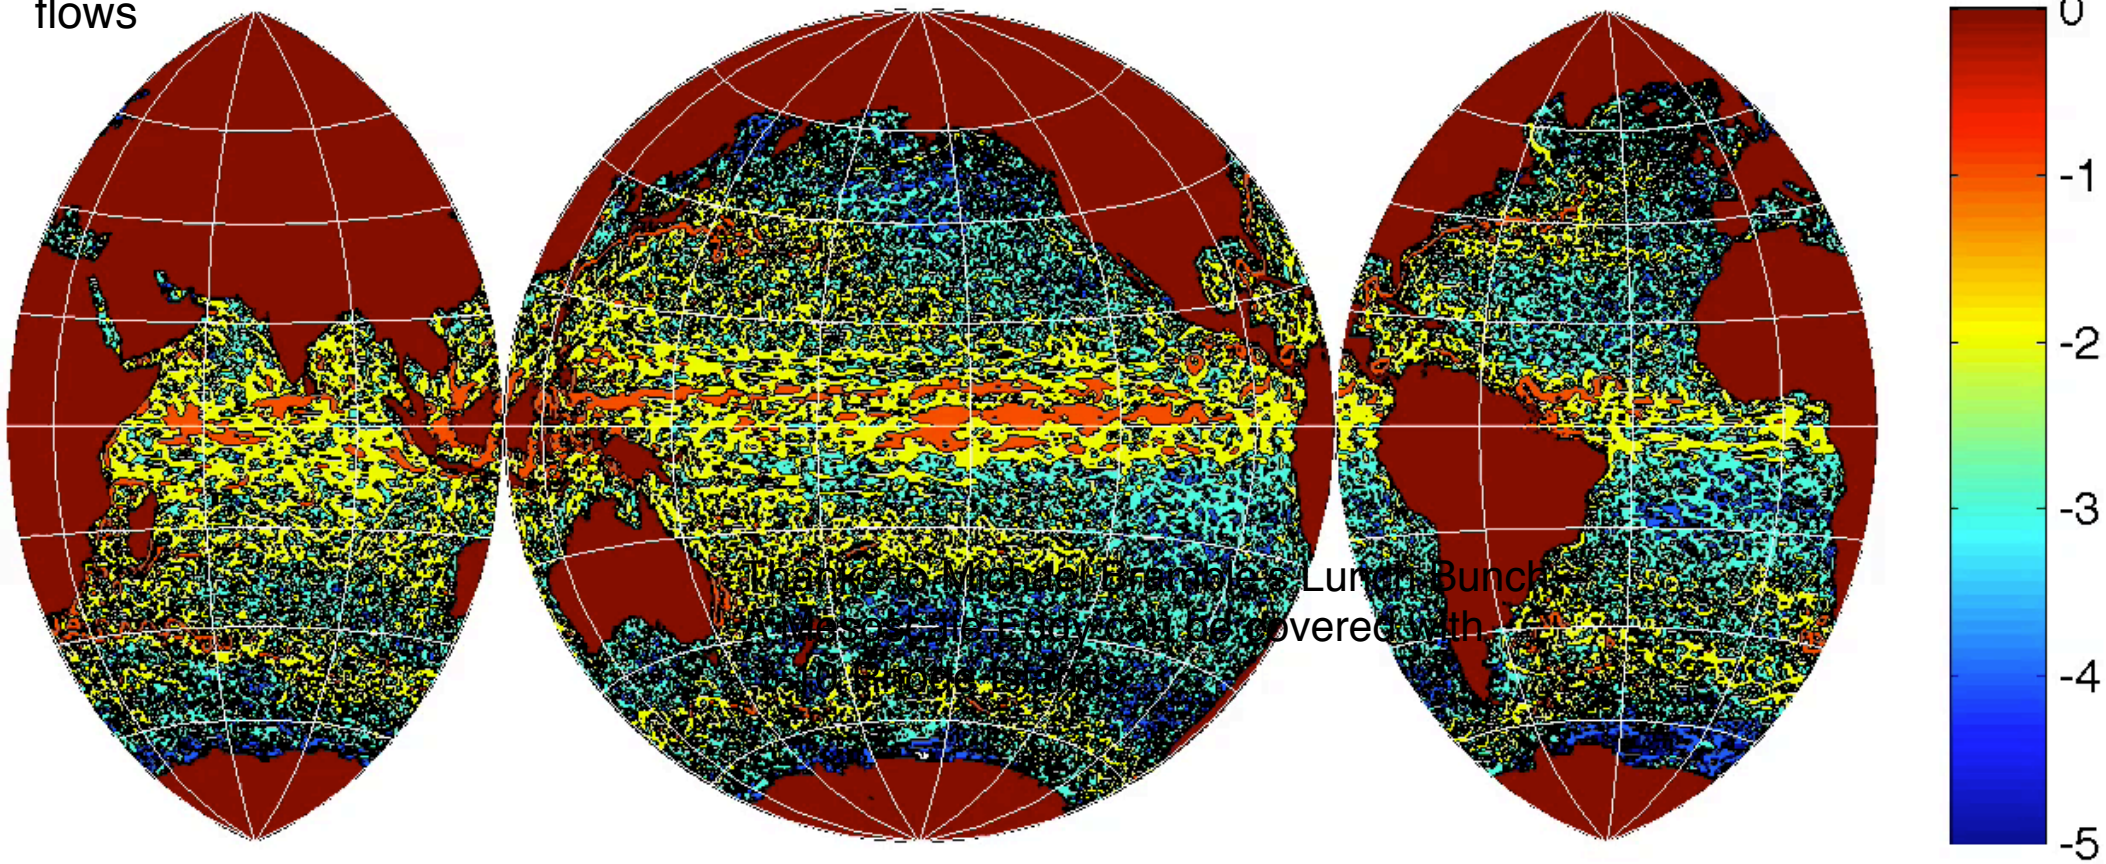 flows
0
-1
-2
-3
-4
-5
Thanks to Michael Bramble's Lunch Bunch
A Mesoscale Eddy can be covered with